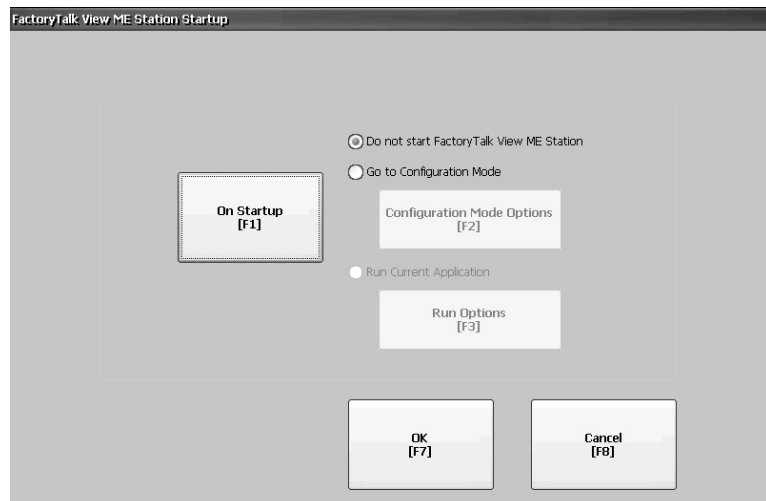 FactoryTalk View ME Station Startup
Do not start FactoryTalk View ME Station
Go to Configuration Mode
On Startup
[F1]
Configuration Mode Options
[F2]
Run Current Application
Run Options
[F3]
OK
[F7]
Cancel
[F8]